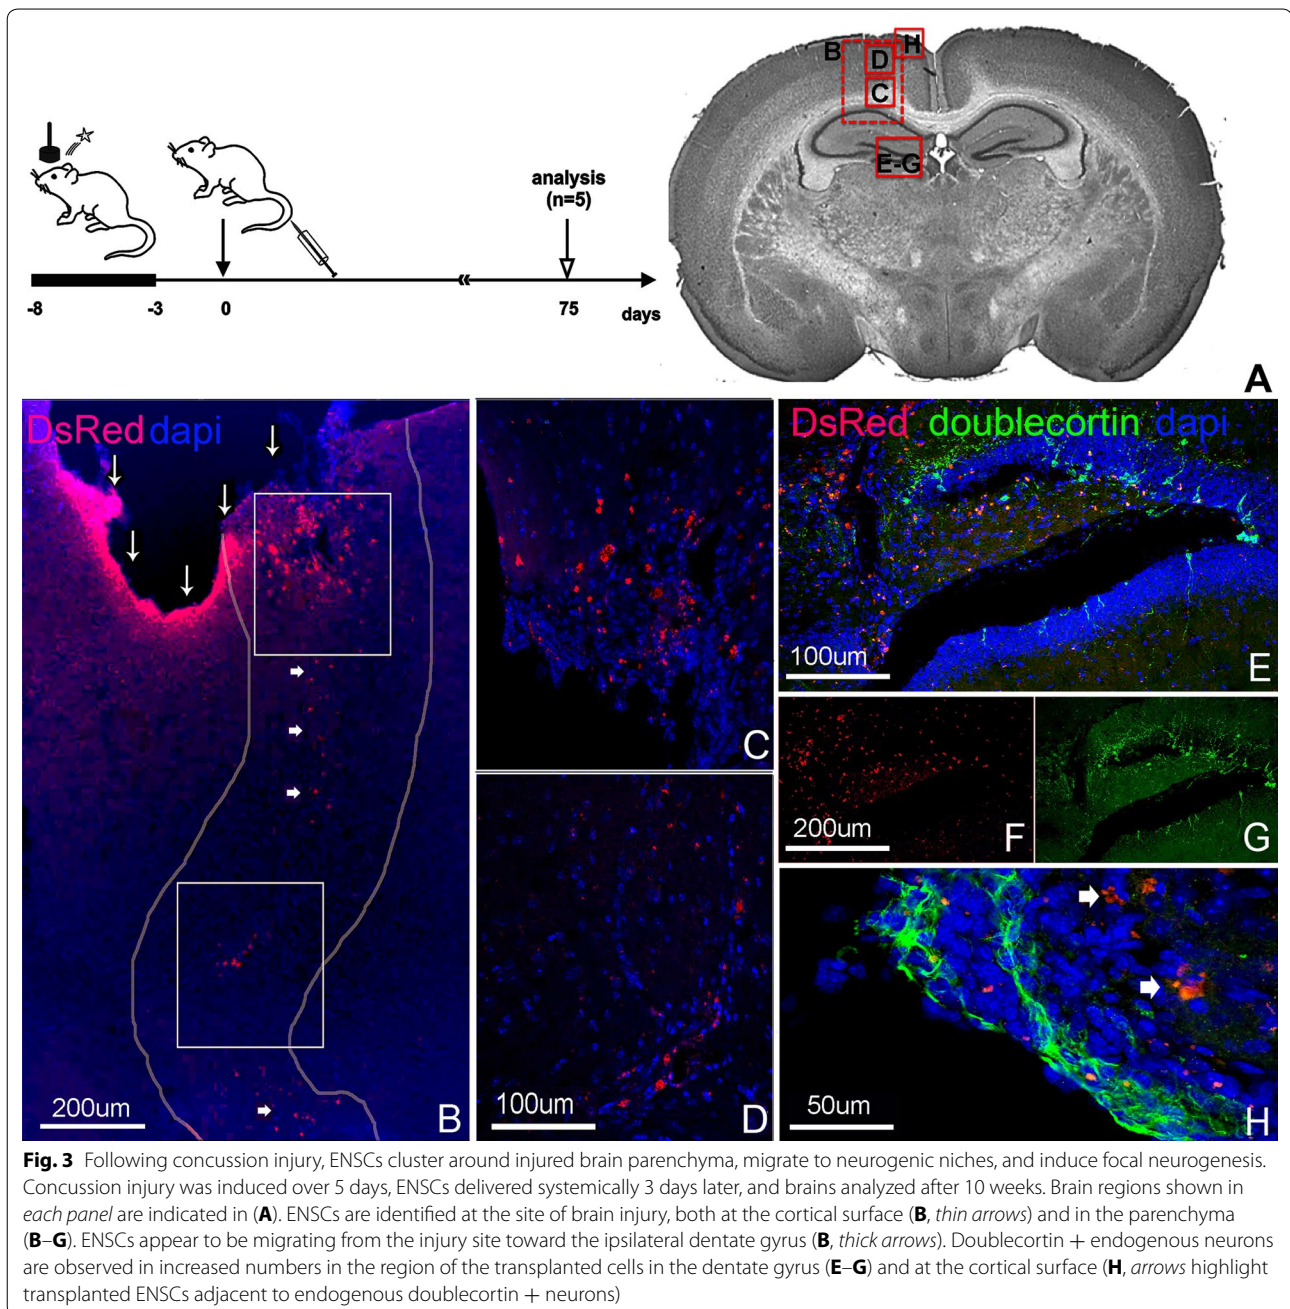 analysis
(n=5)
-8
-3
0
75
days
B
D
H
C
E-G
A
DsRed dapi
200um
B
C
100um
D
DsRed doublecortin dapi
100um
E
200um
F
G
50um
H
Fig. 3 Following concussion injury, ENSCs cluster around injured brain parenchyma, migrate to neurogenic niches, and induce focal neurogenesis.
Concussion injury was induced over 5 days, ENSCs delivered systemically 3 days later, and brains analyzed after 10 weeks. Brain regions shown in
each panel are indicated in (A). ENSCs are identified at the site of brain injury, both at the cortical surface (B, thin arrows) and in the parenchyma
(B–G). ENSCs appear to be migrating from the injury site toward the ipsilateral dentate gyrus (B, thick arrows). Doublecortin + endogenous neurons
are observed in increased numbers in the region of the transplanted cells in the dentate gyrus (E–G) and at the cortical surface (H, arrows highlight
transplanted ENSCs adjacent to endogenous doublecortin + neurons)